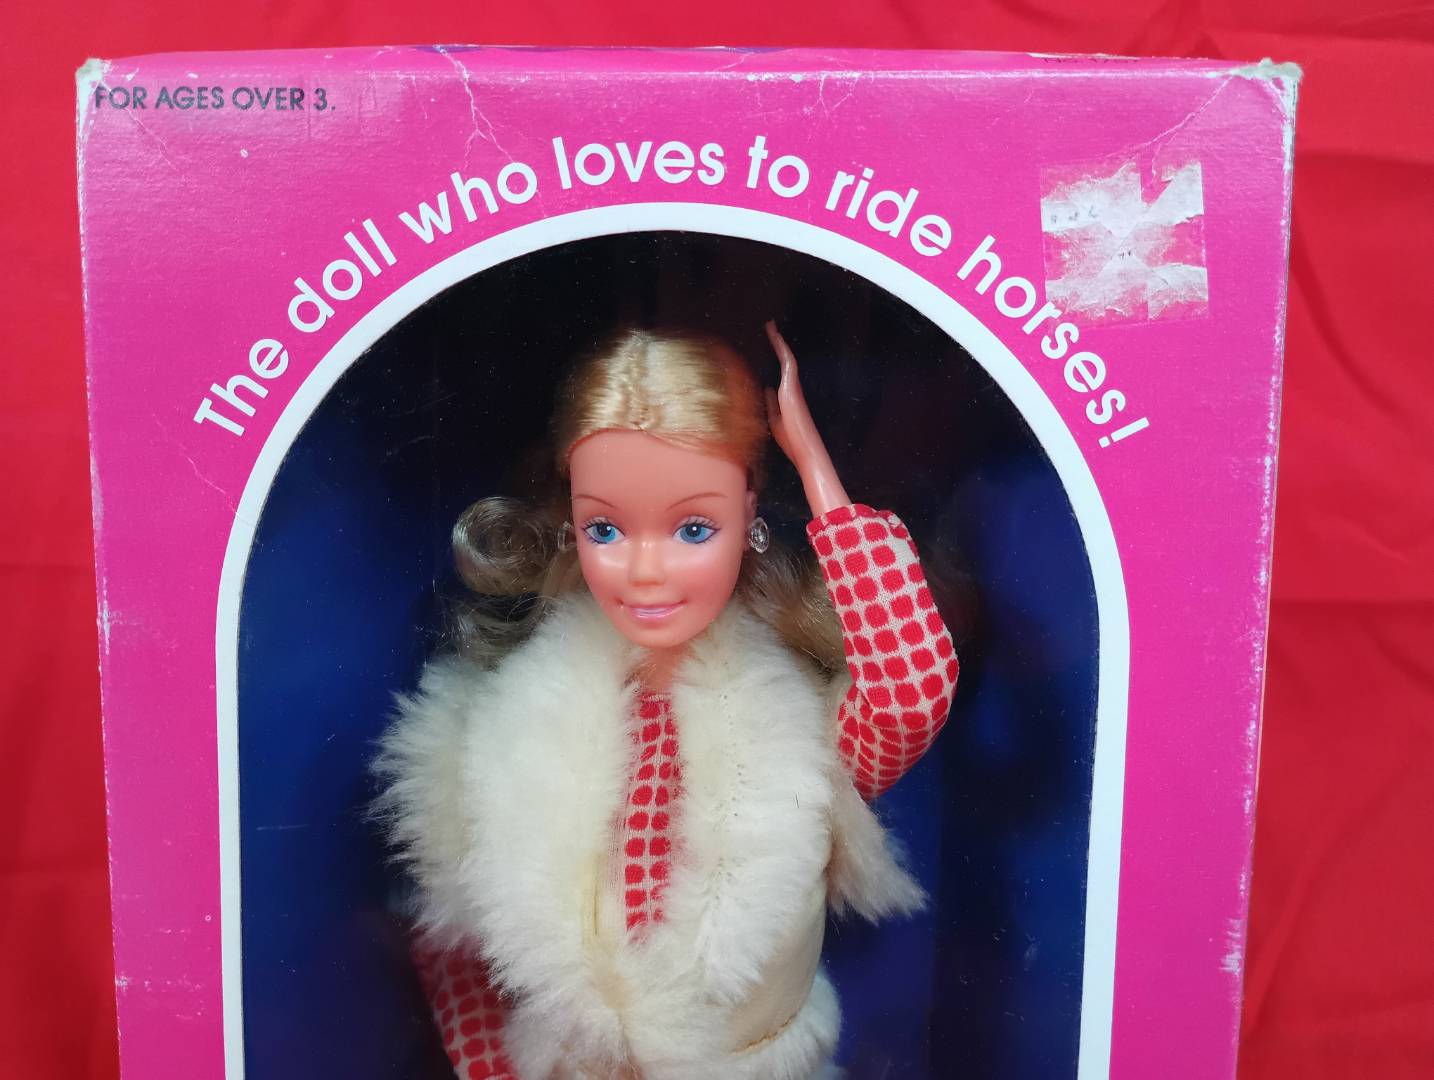 FOR AGES OVER 3.
The doll who loves to ride horses!